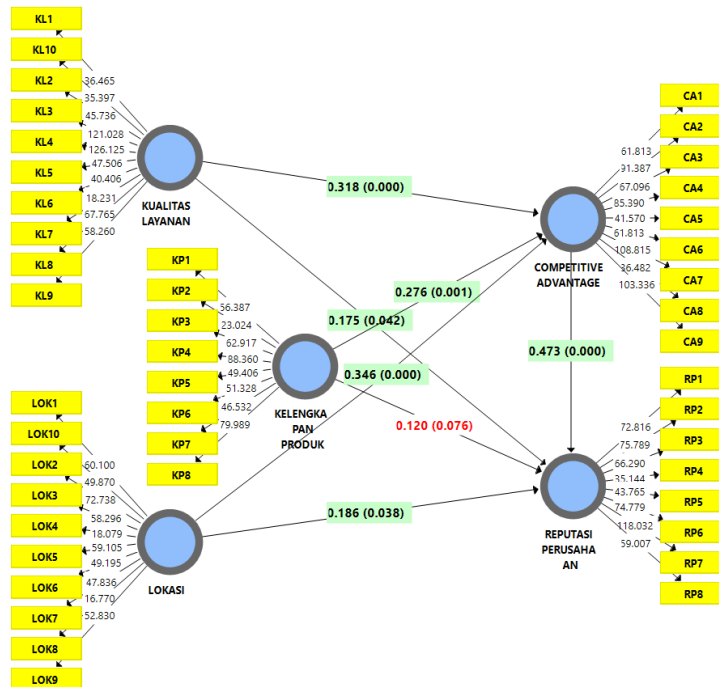 KL1
KL10
KL2
KL3
KL4
KL5
KL6
KL7
KL8
KL9
36.465
35.397
45.736
121.028
126.125
47.506
40.406
18.231
67.765
58.260
KUALITAS
LAYANAN
KP1
KP2
KP3
KP4
KP5
KP6
KP7
KP8
56.387
23.024
62.917
88.360
49.406
51.328
46.532
79.989
KELENGKA
PAN
PRODUK
LOK1
LOK10
LOK2
LOK3
LOK4
LOK5
LOK6
LOK7
LOK8
LOK9
60.100
49.870
72.738
58.296
18.079
59.105
49.195
47.836
16.770
52.830
LOKASI
0.318 (0.000)
0.276 (0.001)
0.175 (0.042)
0.346 (0.000)
0.120 (0.076)
0.186 (0.038)
0.473 (0.000)
COMPETITIVE
ADVANTAGE
61.813
91.387
67.096
85.390
41.570
61.813
108.815
36.482
103.336
CA1
CA2
CA3
CA4
CA5
CA6
CA7
CA8
CA9
REPUTASI
PERUSAHA
AN
72.816
75.789
66.290
35.144
43.765
74.779
118.032
59.007
RP1
RP2
RP3
RP4
RP5
RP6
RP7
RP8